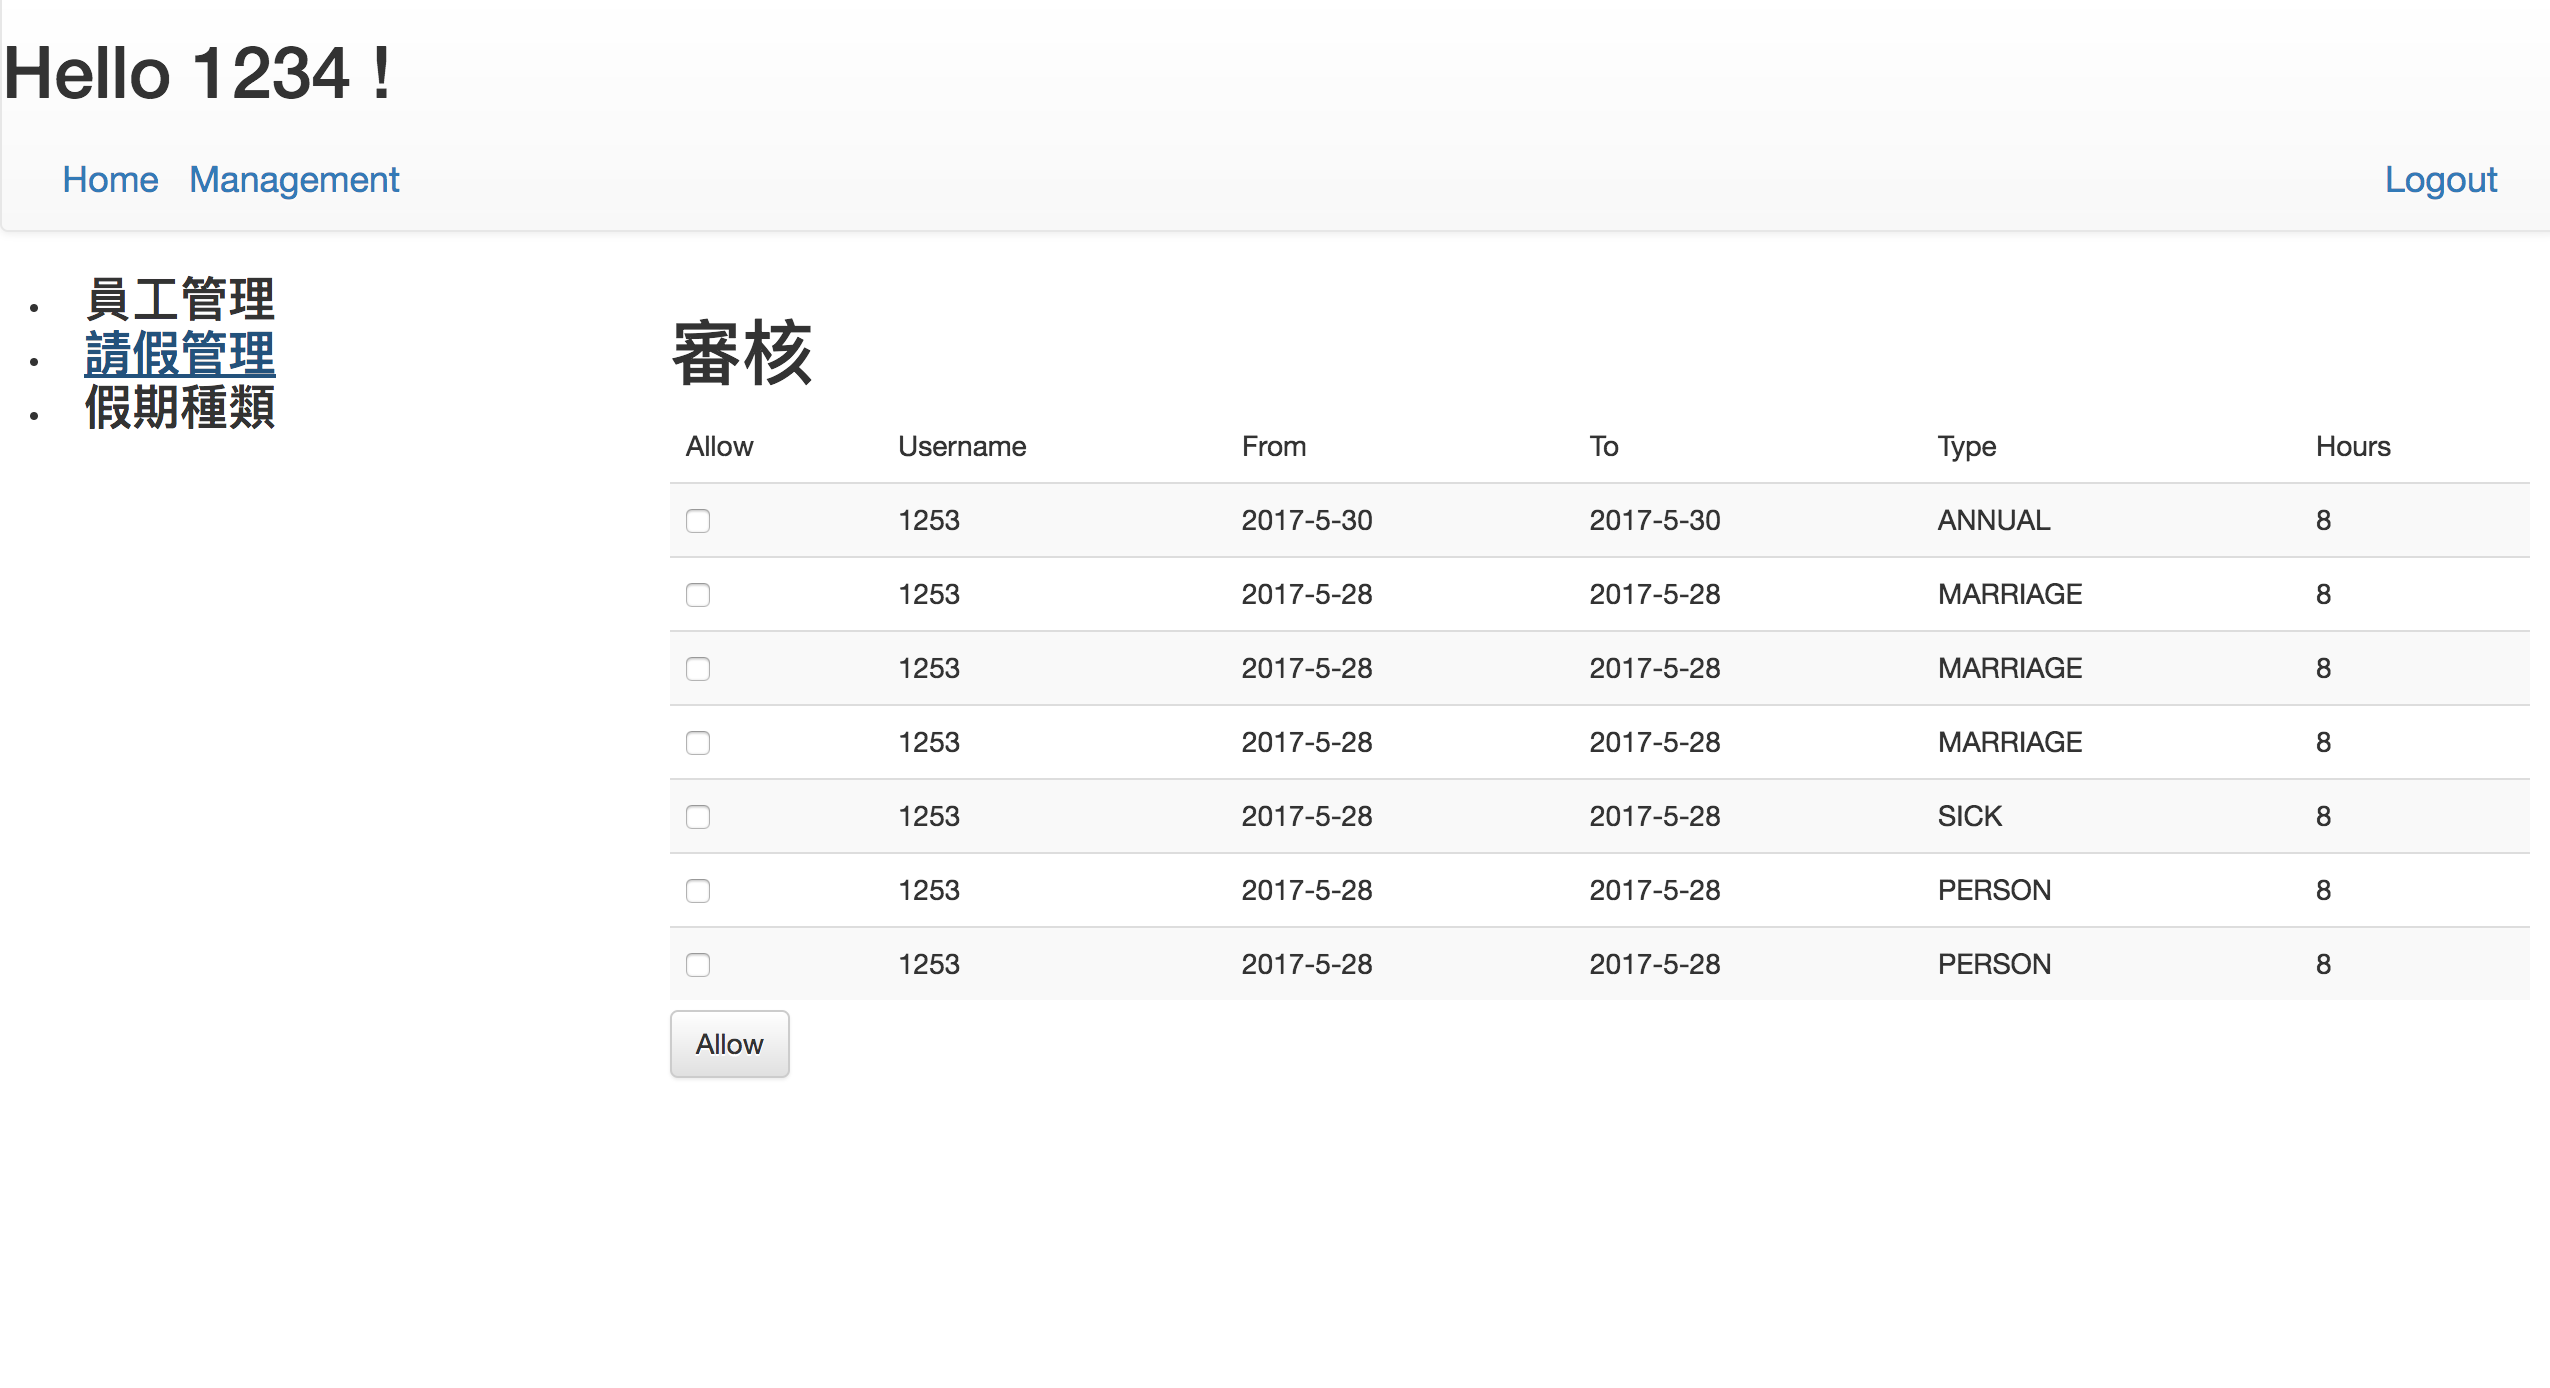 Hello 1234 !
Home Management Logout
員工管理
請假管理
假期種類
審核
Allow Username From To Type Hours
1253 2017-5-30 2017-5-30 ANNUAL 8
1253 2017-5-28 2017-5-28 MARRIAGE 8
1253 2017-5-28 2017-5-28 MARRIAGE 8
1253 2017-5-28 2017-5-28 MARRIAGE 8
1253 2017-5-28 2017-5-28 SICK 8
1253 2017-5-28 2017-5-28 PERSON 8
1253 2017-5-28 2017-5-28 PERSON 8
Allow